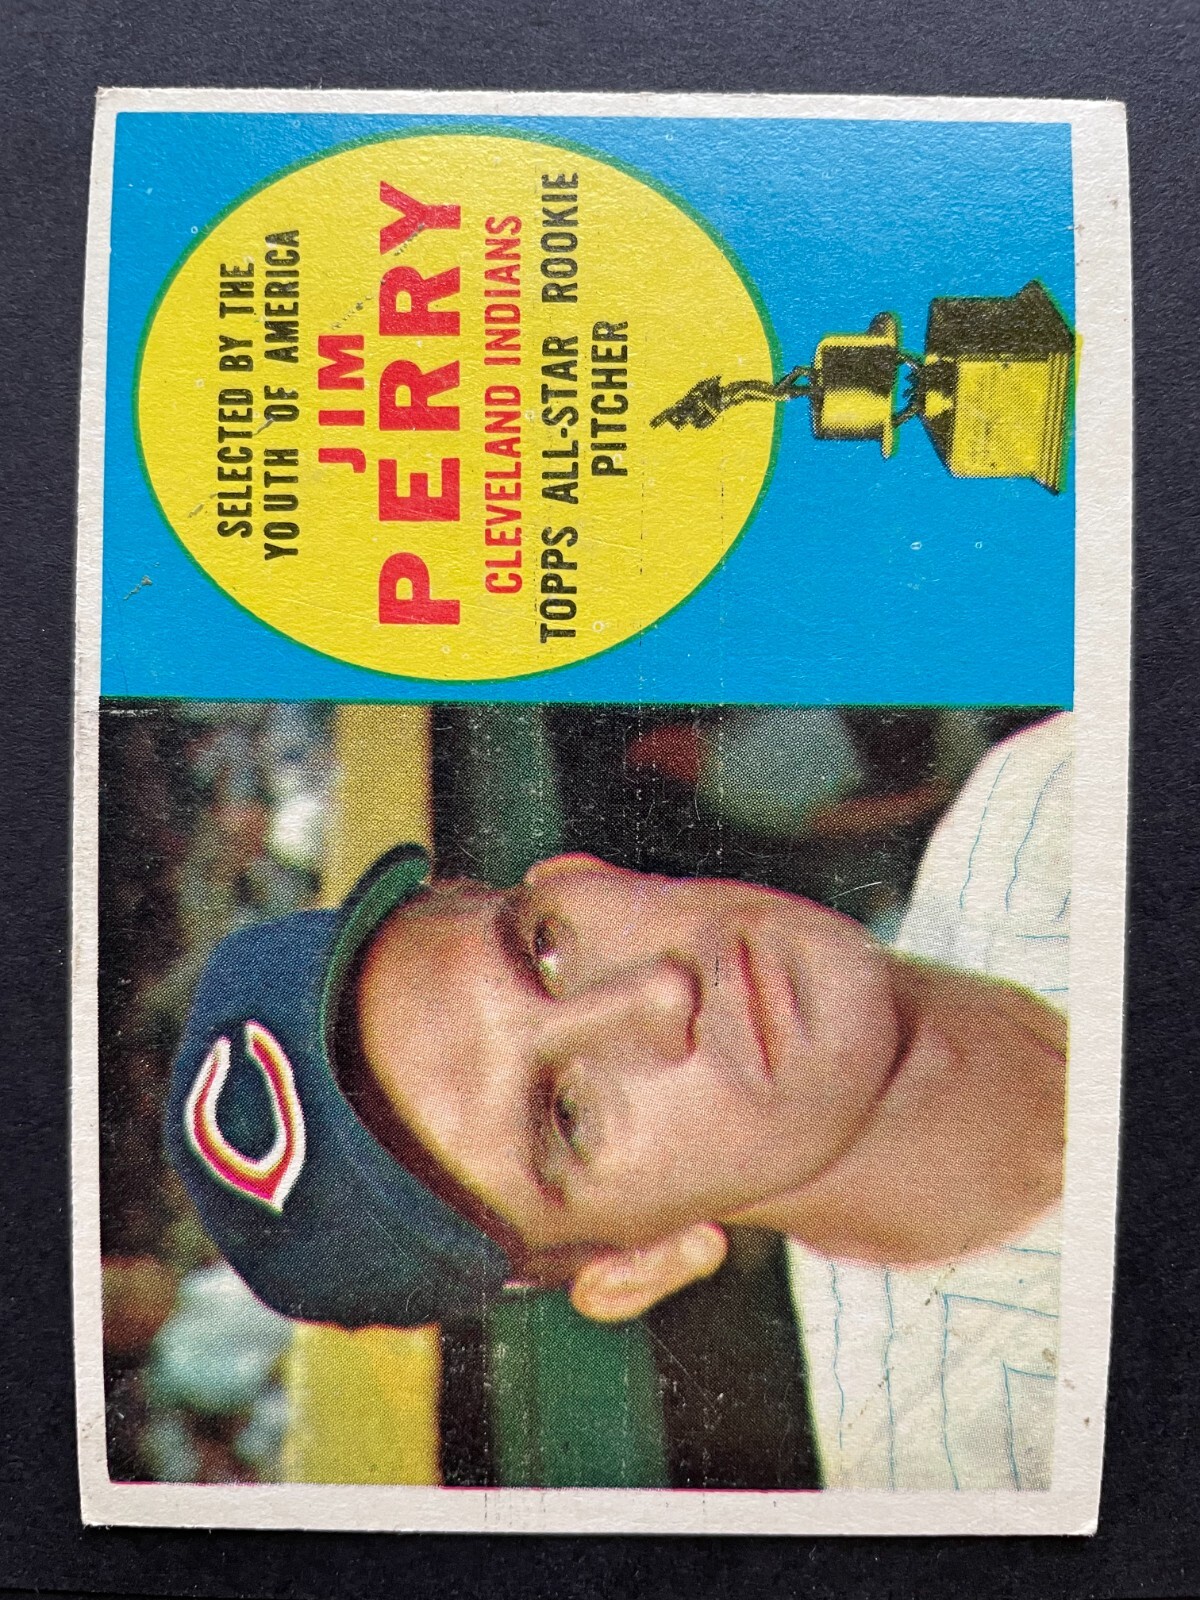 SELECTED BY THE
YOUTH OF AMERICA
JIM
PERRY
CLEVELAND INDIANS
TOPPS ALL-STAR ROOKIE
PITCHER
C